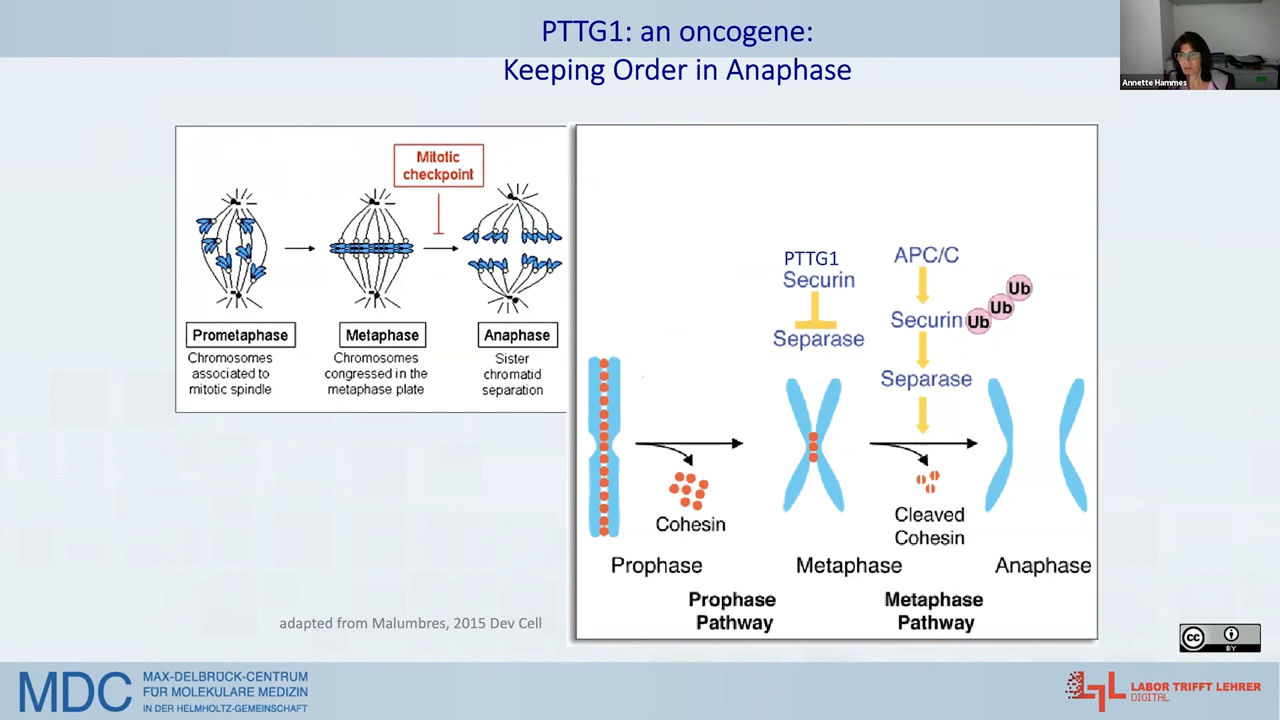 PTTG1: an oncogene:
Keeping Order in Anaphase
Annette Hammes
Mitotic
checkpoint
Prometaphase
Chromosomes
associated to
mitotic spindle
Metaphase
Chromosomes
congressed in the
metaphase plate
Anaphase
Sister
chromatid
separation
PTTG1
Securin
Separase
APC/C
Securin
Ub
Ub
Ub
Separase
Cohesin
Cleaved
Cohesin
Prophase
Metaphase
Anaphase
Prophase
Pathway
Metaphase
Pathway
adapted from Malumbres, 2015 Dev Cell
CC
BY
MDC
MAX-DELBRÜCK-CENTRUM
FÜR MOLEKULARE MEDIZIN
IN DER HELMHOLTZ-GEMEINSCHAFT
LABOR TRIFFT LEHRER
DIGITAL